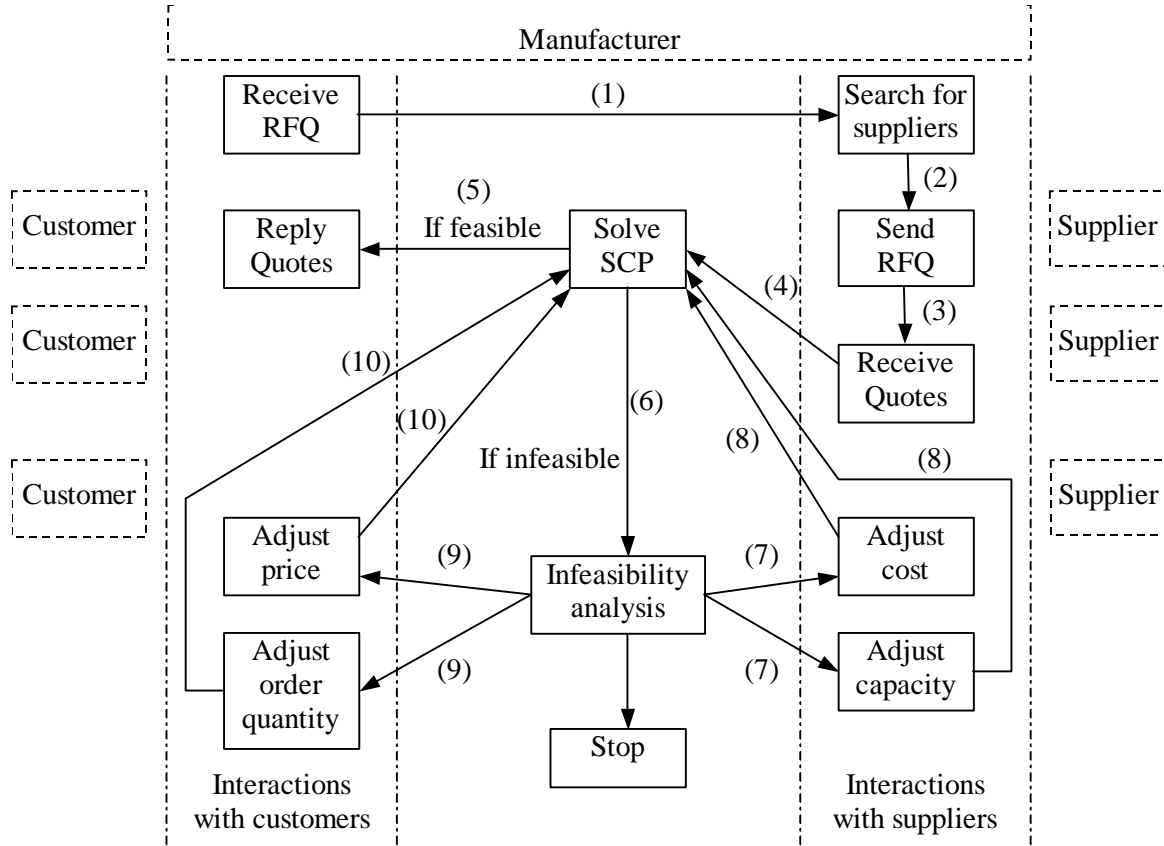 Manufacturer
Receive
RFQ
(1)
Search for
suppliers
(2)
(5)
Customer
Reply
Quotes
If feasible
Solve
SCP
Send
RFQ
Supplier
(4)
(3)
Customer
(10)
Receive
Quotes
Supplier
(10)
(6)
(8)
(8)
If infeasible
Customer
Supplier
Adjust
price
(9)
Infeasibility
analysis
(7)
Adjust
cost
Adjust
order
quantity
(9)
(7)
Adjust
capacity
Stop
Interactions
with customers
Interactions
with suppliers